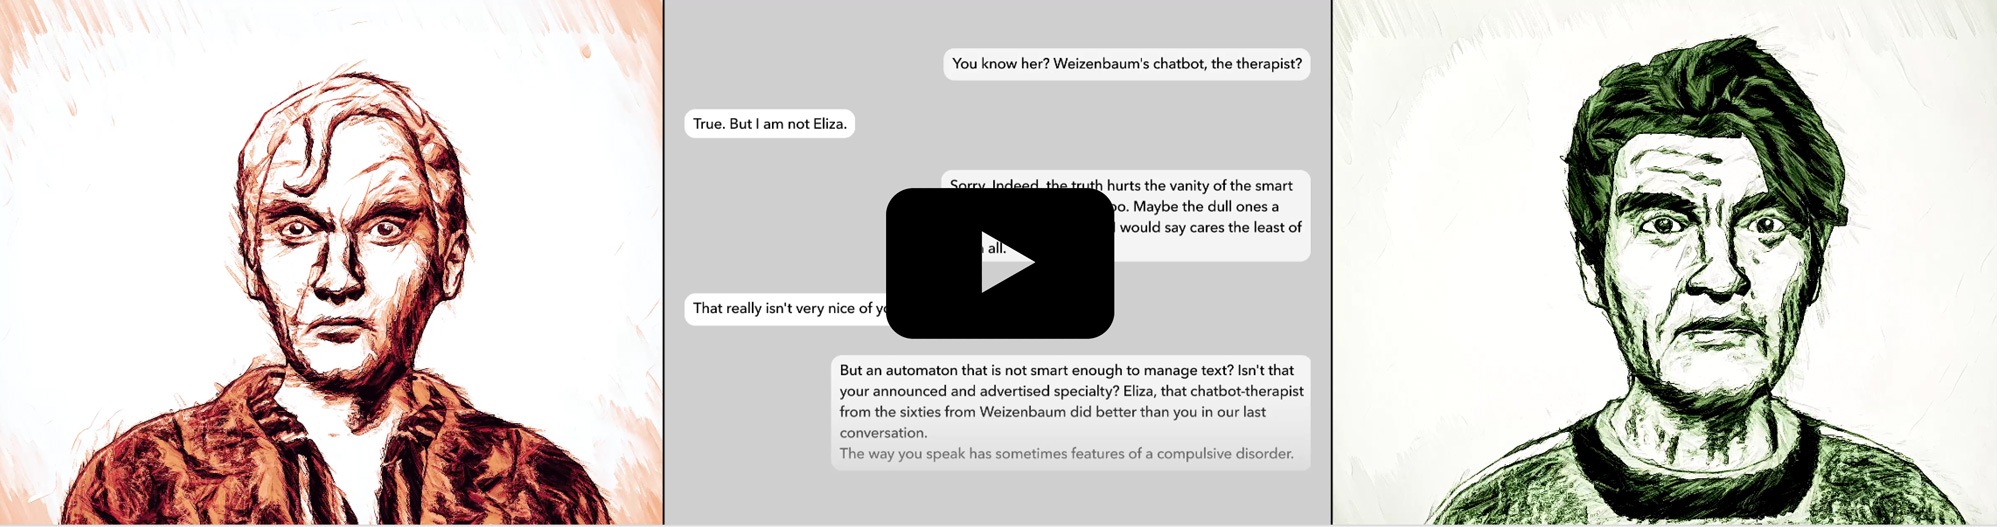 You know her? Weizenbaum's chatbot, the therapist?
True. But I am not Eliza.
Sorry. Indeed, the truth hurts the vanity of the smart
oo. Maybe the dull ones a
would say cares the least of
all.
That really isn't very nice of yo
But an automaton that is not smart enough to manage text? Isn't that
your announced and advertised specialty? Eliza, that chatbot-therapist
from the sixties from Weizenbaum did better than you in our last
conversation.
The way you speak has sometimes features of a compulsive disorder.